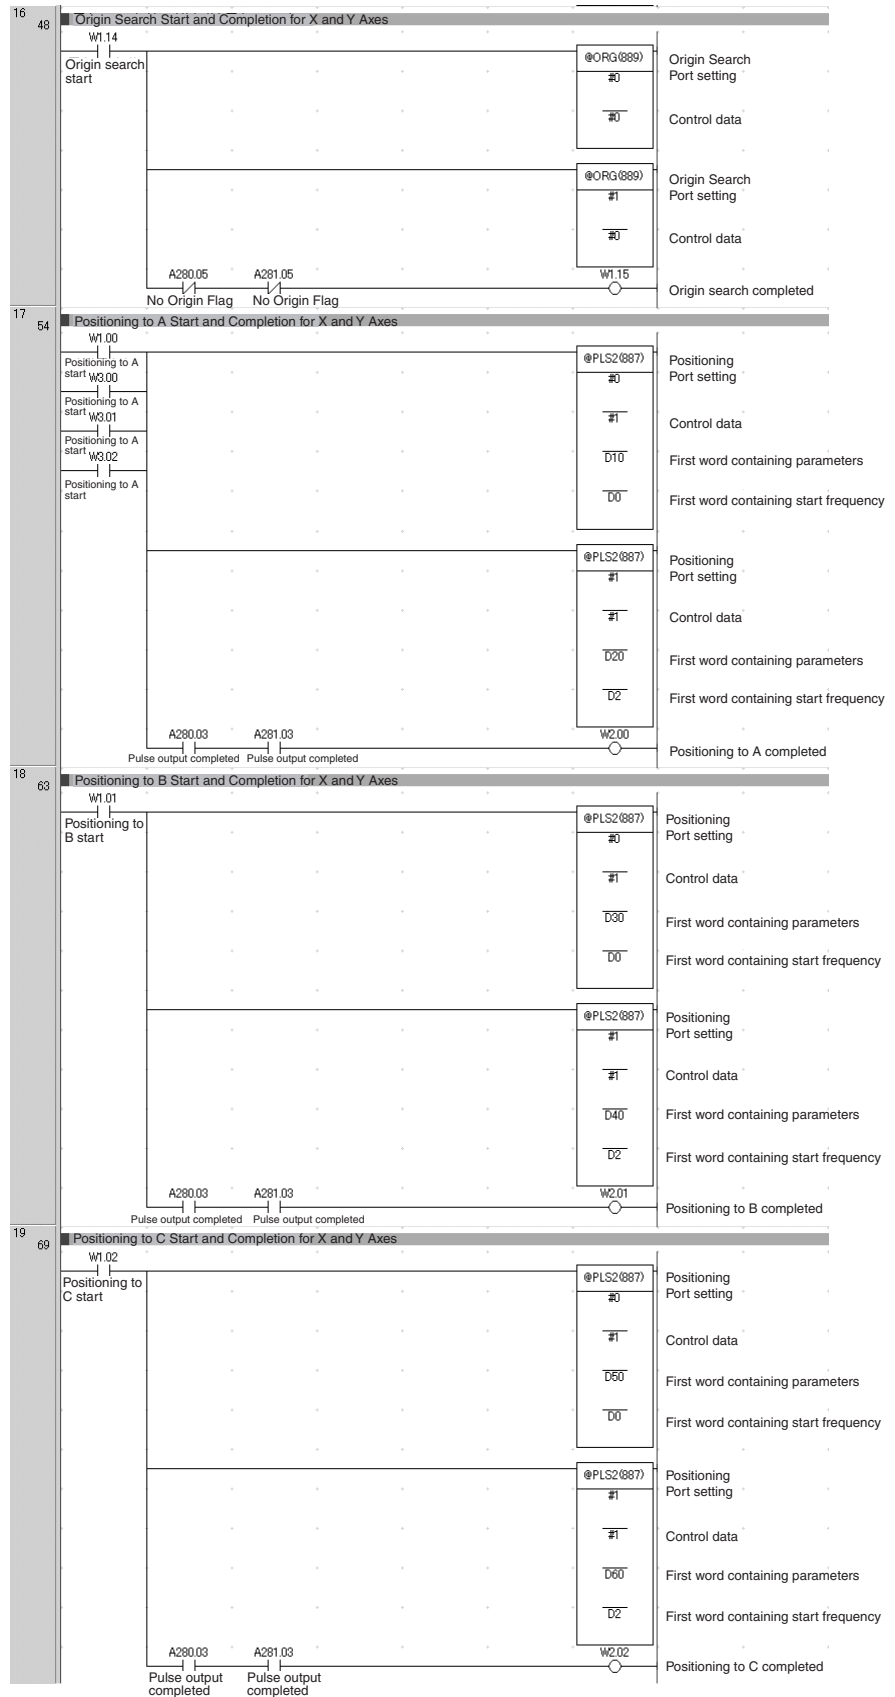 16
48
Origin Search Start and Completion for X and Y Axes
W1.14
Origin search
start
@ORG(889)
Origin Search
Port setting
#0
#0
Control data
@ORG(889)
Origin Search
Port setting
#1
#0
Control data
A280.05
A281.05
W1.15
No Origin Flag
No Origin Flag
Origin search completed
17
54
Positioning to A Start and Completion for X and Y Axes
W1.00
Positioning to A
start
W3.00
Positioning to A
start
W3.01
Positioning to A
start
W3.02
Positioning to A
start
@PLS2(887)
Positioning
Port setting
#0
#1
Control data
D10
First word containing parameters
D0
First word containing start frequency
@PLS2(887)
Positioning
Port setting
#1
#1
Control data
D20
First word containing parameters
D2
First word containing start frequency
A280.03
A281.03
W2.00
Pulse output completed
Pulse output completed
Positioning to A completed
18
63
Positioning to B Start and Completion for X and Y Axes
W1.01
Positioning to
B start
@PLS2(887)
Positioning
Port setting
#0
#1
Control data
D30
First word containing parameters
D0
First word containing start frequency
@PLS2(887)
Positioning
Port setting
#1
#1
Control data
D40
First word containing parameters
D2
First word containing start frequency
A280.03
A281.03
W2.01
Pulse output completed
Pulse output completed
Positioning to B completed
19
69
Positioning to C Start and Completion for X and Y Axes
W1.02
Positioning to
C start
@PLS2(887)
Positioning
Port setting
#0
#1
Control data
D50
First word containing parameters
D0
First word containing start frequency
@PLS2(887)
Positioning
Port setting
#1
#1
Control data
D60
First word containing parameters
D2
First word containing start frequency
A280.03
A281.03
W2.02
Pulse output
completed
Pulse output
completed
Positioning to C completed